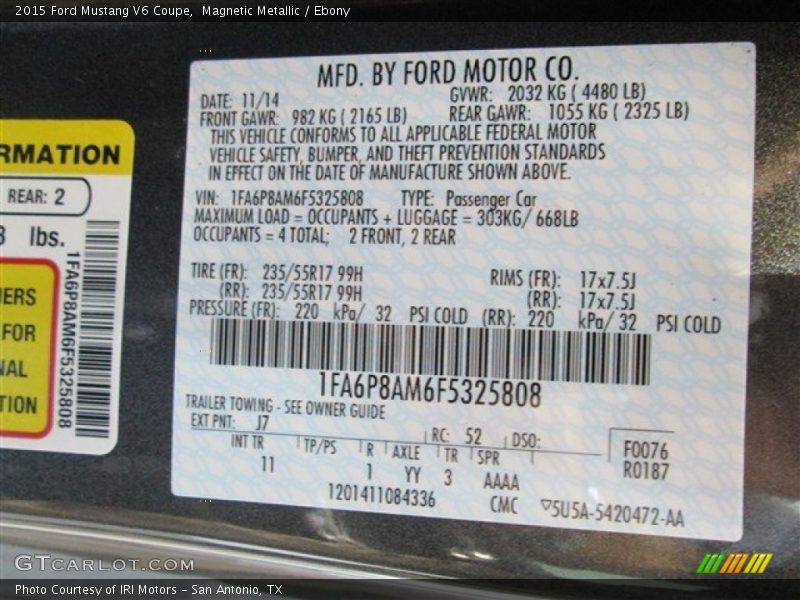 2015 Ford Mustang V6 Coupe, Magnetic Metallic / Ebony
RMATION
REAR: 2
lbs.
ERS
FOR
NAL
TION
1FA6P8AM6F5325808
MFD. BY FORD MOTOR CO.
DATE: 11/14 GVWR: 2032 KG ( 4480 LB)
FRONT GAWR: 982 KG ( 2165 LB) REAR GAWR: 1055 KG ( 2325 LB)
THIS VEHICLE CONFORMS TO ALL APPLICABLE FEDERAL MOTOR
VEHICLE SAFETY, BUMPER, AND THEFT PREVENTION STANDARDS
IN EFFECT ON THE DATE OF MANUFACTURE SHOWN ABOVE.
VIN: 1FA6P8AM6F5325808 TYPE: Passenger Car
MAXIMUM LOAD = OCCUPANTS + LUGGAGE = 303KG/ 668LB
OCCUPANTS = 4 TOTAL; 2 FRONT, 2 REAR
TIRE (FR): 235/55R17 99H RIMS (FR): 17x7.5J
(RR): 235/55R17 99H (RR): 17x7.5J
PRESSURE (FR): 220 kPa/ 32 PSI COLD (RR): 220 kPa/ 32 PSI COLD
1FA6P8AM6F5325808
TRAILER TOWING - SEE OWNER GUIDE
EXT PNT: J7 RC: 52 DSO: F0076
INT TR TP/PS R AXLE TR SPR R0187
11 1 YY 3 AAAA
1201411084336 CMC ▽5U5A-5420472-AA
GTCARLOT.COM
Photo Courtesy of IRI Motors - San Antonio, TX